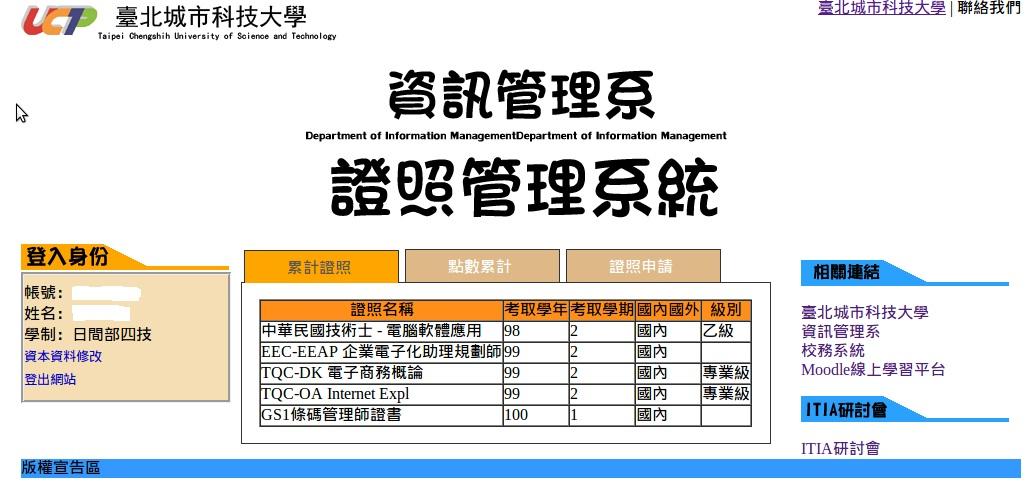 UCTP 臺北城市科技大學
Taipei Chengshih University of Science and Technology
臺北城市科技大學 | 聯絡我們
資訊管理系
Department of Information ManagementDepartment of Information Management
證照管理系統
登入身份
帳號:
姓名:
學制: 日間部四技
資本資料修改
登出網站
累計證照 點數累計 證照申請
證照名稱 考取學年 考取學期 國內國外 級別
中華民國技術士 - 電腦軟體應用 98 2 國內 乙級
EEC-EEAP 企業電子化助理規劃師 99 2 國內
TQC-DK 電子商務概論 99 2 國內 專業級
TQC-OA Internet Expl 99 2 國內 專業級
GS1條碼管理師證書 100 1 國內
相關連結
臺北城市科技大學
資訊管理系
校務系統
Moodle線上學習平台
ITIA研討會
ITIA研討會
版權宣告區